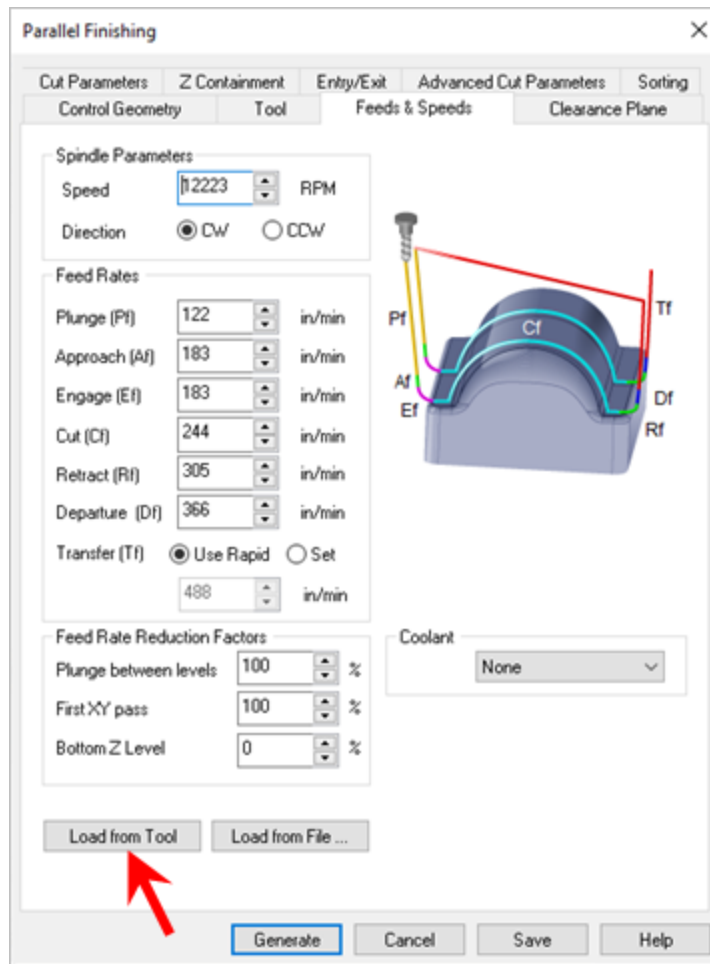 Parallel Finishing
Cut Parameters Z Containment Entry/Exit Advanced Cut Parameters Sorting
Control Geometry Tool Feeds & Speeds Clearance Plane
Spindle Parameters
Speed 12223 RPM
Direction CW CCW
Feed Rates
Plunge (Pf) 122 in/min
Approach (Af) 183 in/min
Engage (Ef) 183 in/min
Cut (Cf) 244 in/min
Retract (Rf) 305 in/min
Departure (Df) 366 in/min
Transfer (Tf) Use Rapid Set
488 in/min
Pf
Cf
Tf
Af
Df
Ef
Rf
Feed Rate Reduction Factors
Plunge between levels 100 %
First XY pass 100 %
Bottom Z Level 0 %
Coolant
None
Load from Tool Load from File ...
Generate Cancel Save Help